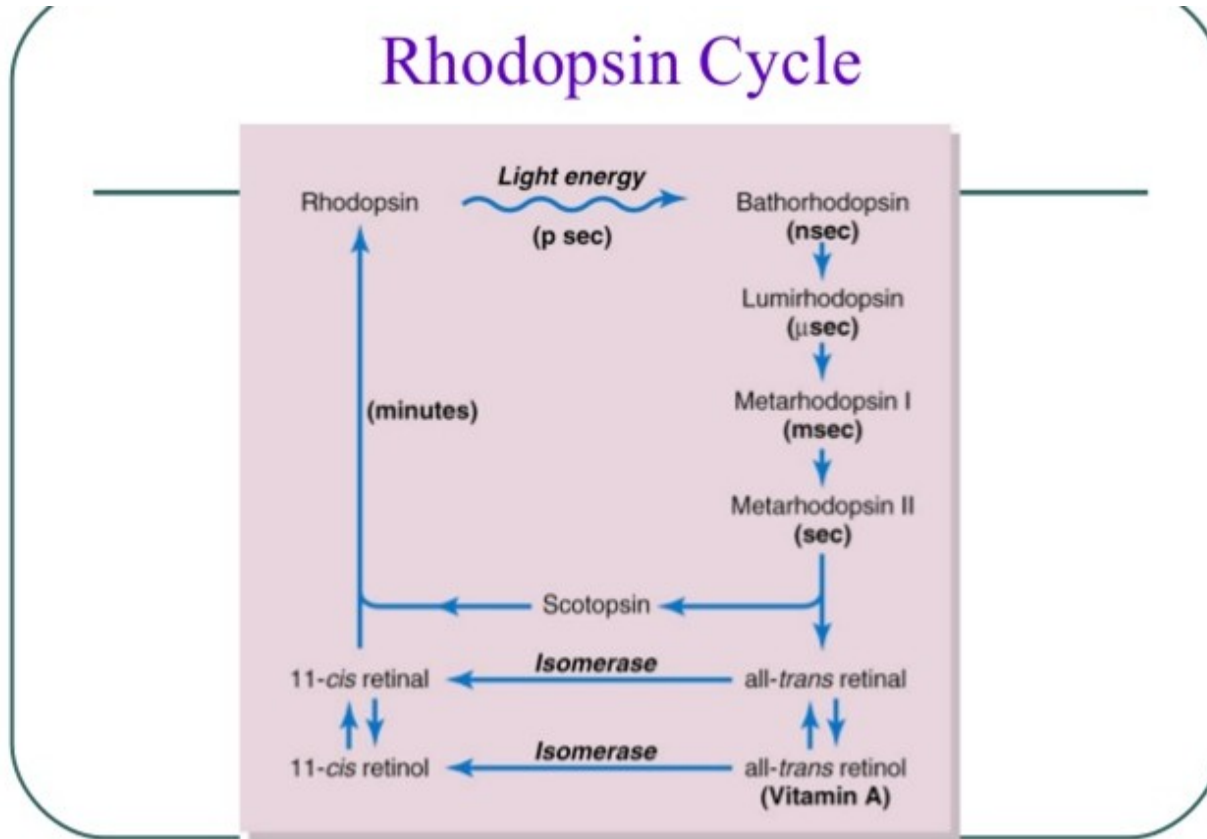 Rhodopsin Cycle
Light energy
Rhodopsin
(p sec)
Bathorhodopsin
(nsec)
Lumirhodopsin
(μsec)
Metarhodopsin I
(msec)
(minutes)
Metarhodopsin II
(sec)
Scotopsin
Isomerase
11-cis retinal
all-trans retinal
Isomerase
11-cis retinol
all-trans retinol
(Vitamin A)